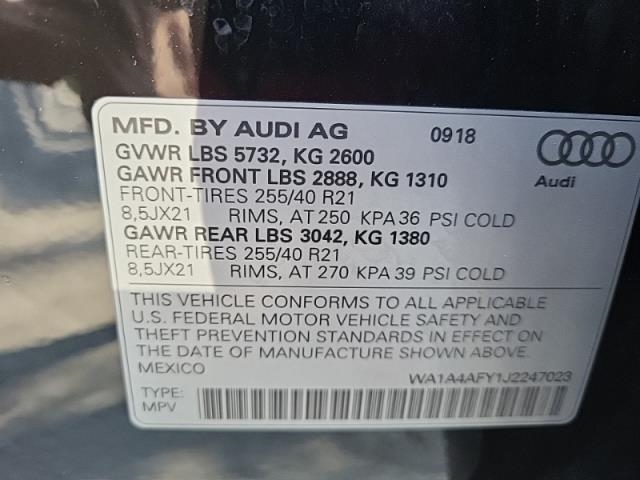 MFD. BY AUDI AG 0918
GVWR LBS 5732, KG 2600
GAWR FRONT LBS 2888, KG 1310
Audi
FRONT-TIRES 255/40 R21
8,5JX21 RIMS, AT 250 KPA 36 PSI COLD
GAWR REAR LBS 3042, KG 1380
REAR-TIRES 255/40 R21
8,5JX21 RIMS, AT 270 KPA 39 PSI COLD
THIS VEHICLE CONFORMS TO ALL APPLICABLE
U.S. FEDERAL MOTOR VEHICLE SAFETY AND
THEFT PREVENTION STANDARDS IN EFFECT ON
THE DATE OF MANUFACTURE SHOWN ABOVE.
MEXICO WA1A4AFY1J2247023
TYPE:
MPV